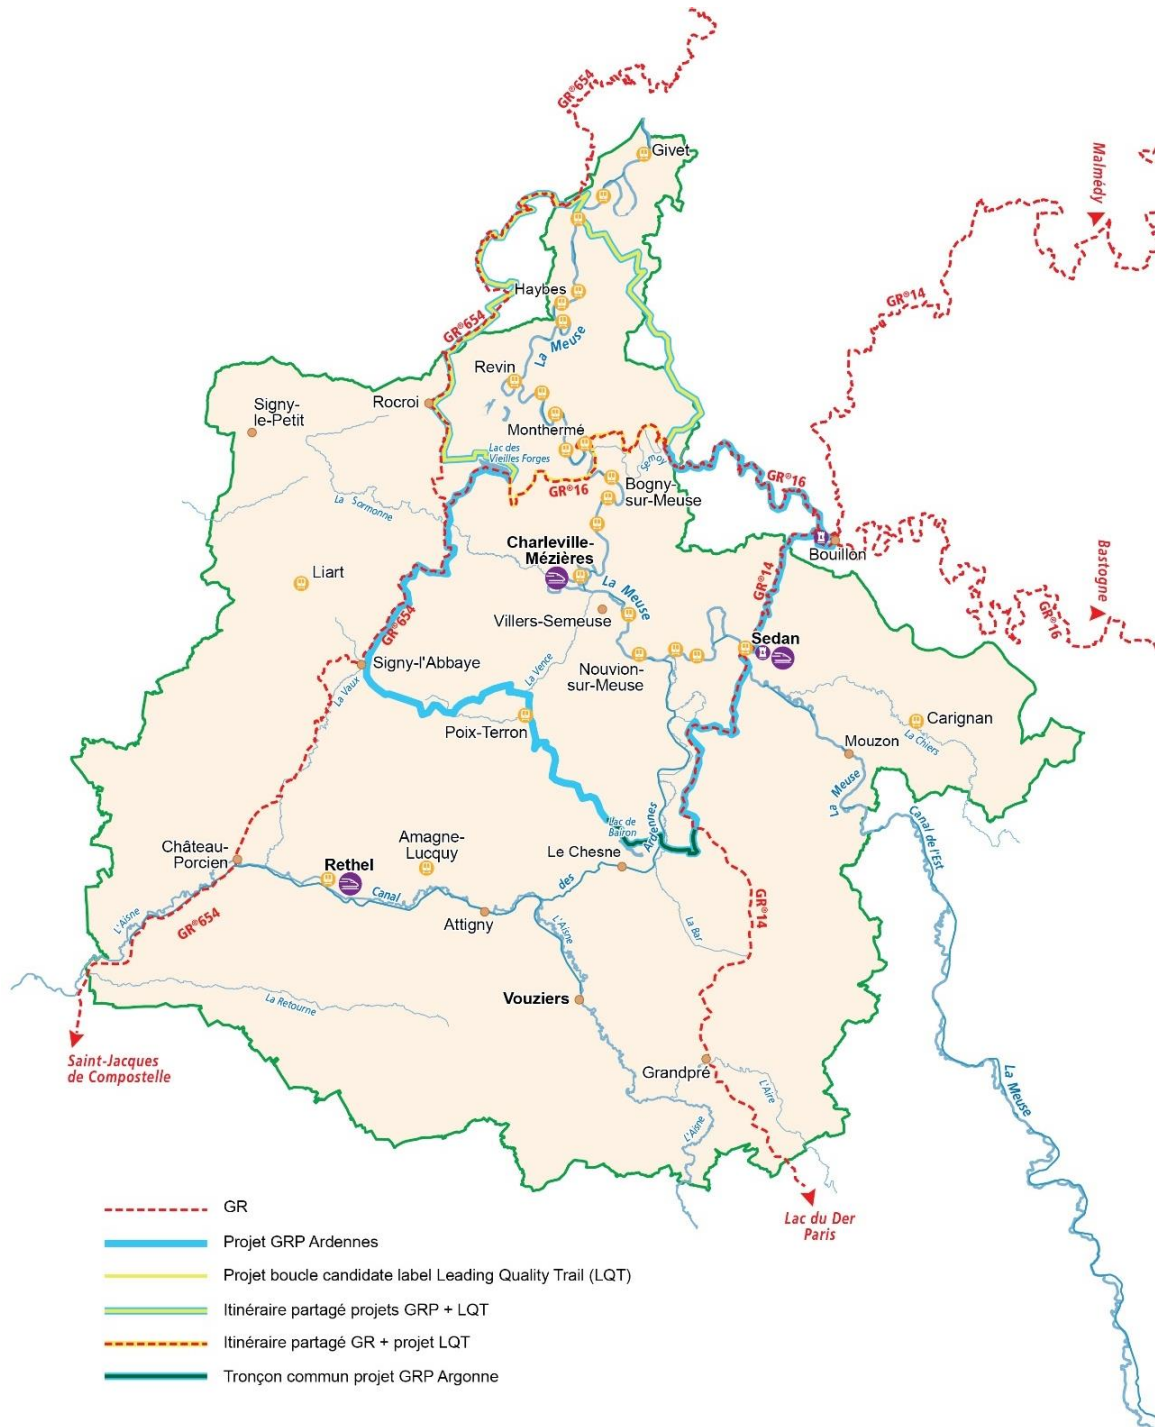 GR®654
Givet
Malmédy
GR®14
Haybes
GR®654
La Meuse
Revin
Rocroi
Signy-
le-Petit
Monthermé
Lac des
Vieilles Forges
Semoy
GR®16
GR®16
Bogny-
sur-Meuse
La Sormonne
Charleville-
Mézières
Bouillon
Bastogne
Liart
La Meuse
GR®14
GR®16
Villers-Semeuse
GR®654
Sedan
Signy-l'Abbaye
La Vence
Nouvion-
sur-Meuse
La Vaux
Poix-Terron
Carignan
La Chiers
Mouzon
La Meuse
Lac de
Bairon
Canal des Ardennes
Canal de l'Est
Château-
Porcien
Amagne-
Lucquy
Le Chesne
Rethel
L'Aisne
GR®654
Attigny
L'Aisne
La Bar
GR®14
La Retourne
Vouziers
Saint-Jacques
de Compostelle
Grandpré
L'Aire
L'Aisne
La Meuse
Lac du Der
Paris
GR
Projet GRP Ardennes
Projet boucle candidate label Leading Quality Trail (LQT)
Itinéraire partagé projets GRP + LQT
Itinéraire partagé GR + projet LQT
Tronçon commun projet GRP Argonne